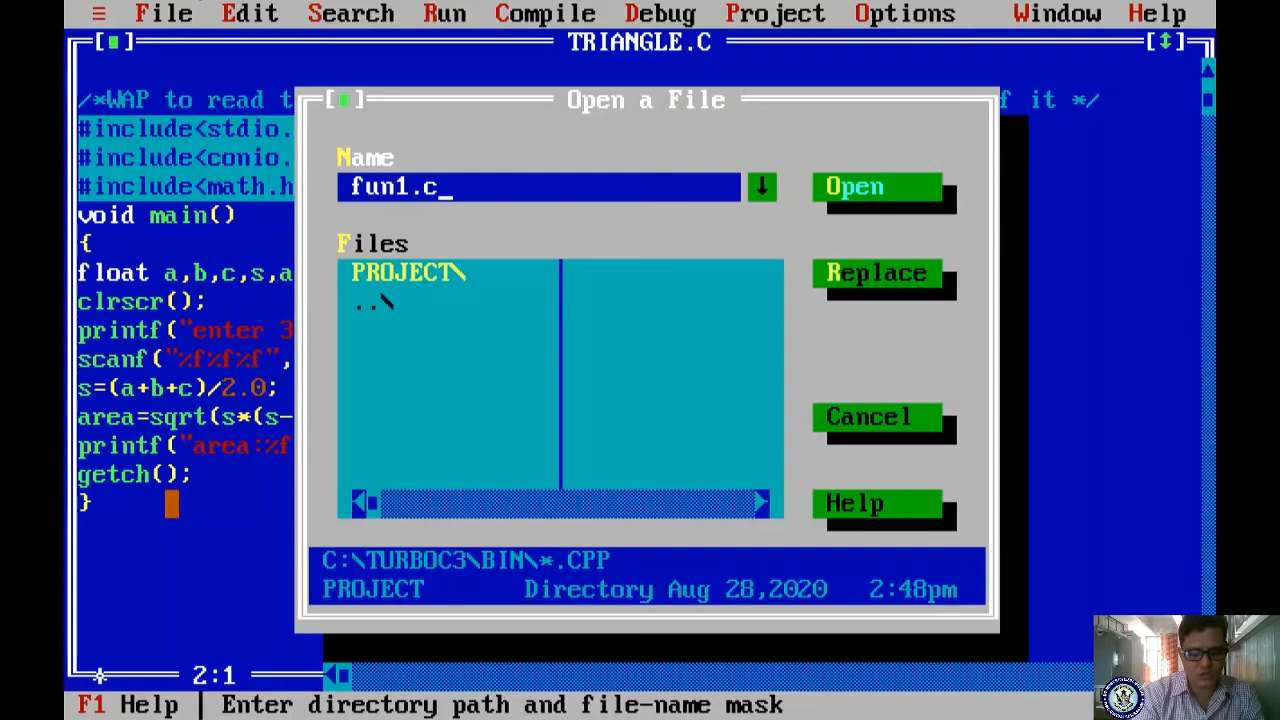 ≡ File Edit Search Run Compile Debug Project Options Window Help
[■] TRIANGLE.C [↕]
/*WAP to read t f it */
#include<stdio.
#include<conio.
#include<math.h
void main()
{
float a,b,c,s,a
clrscr();
printf("enter 3
scanf("%f%f%f",
s=(a+b+c)/2.0;
area=sqrt(s*(s-
printf("area:%f
getch();
}
[■] Open a File
Name
fun1.c_
Open
Files
PROJECT\
..\
Replace
Cancel
Help
C:\TURBOC3\BIN\*.CPP
PROJECT Directory Aug 28,2020 2:48pm
2:1
F1 Help │ Enter directory path and file-name mask